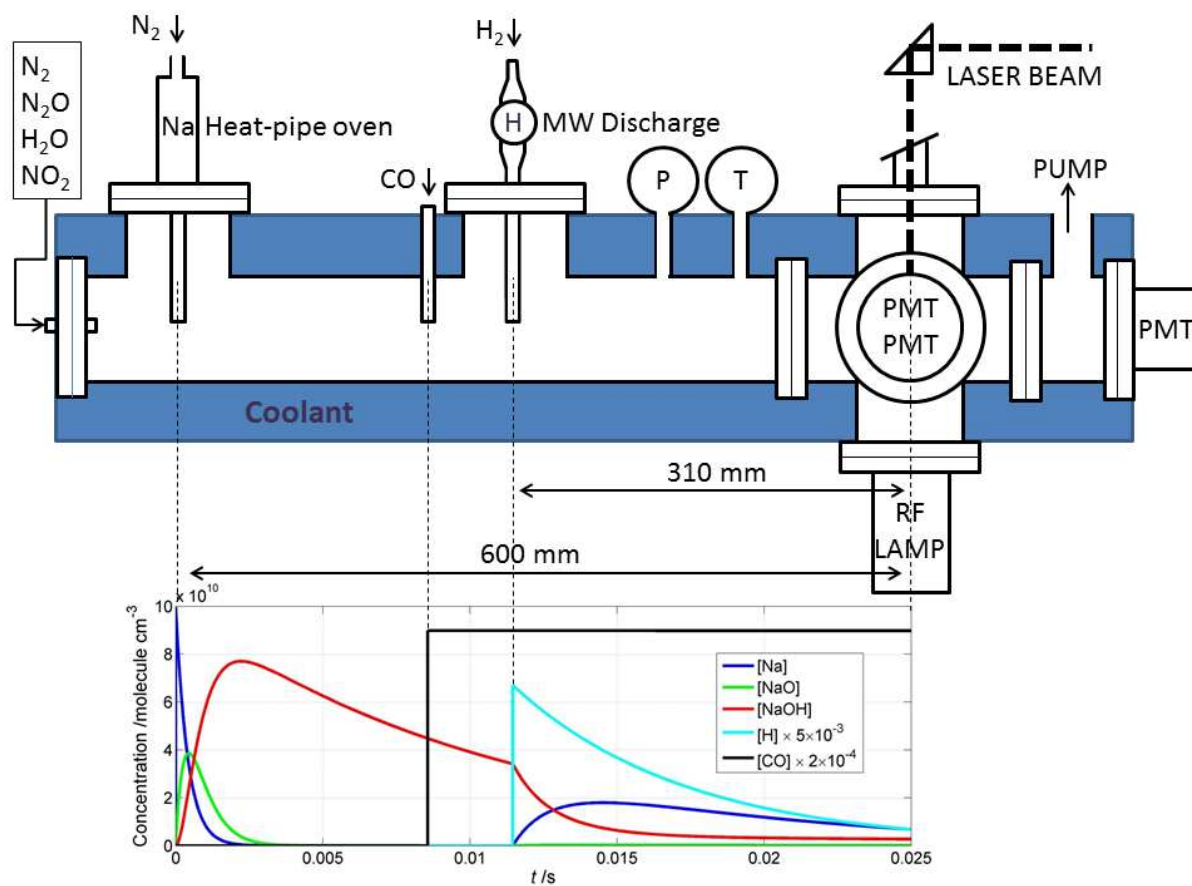 N₂
H₂
N₂
N₂O
H₂O
NO₂
Na Heat-pipe oven
H MW Discharge
CO
P
T
LASER BEAM
PUMP
PMT
PMT
PMT
Coolant
310 mm
RF
LAMP
600 mm
× 10¹⁰
Concentration /molecule cm⁻³
10
8
6
4
2
0
[Na]
[NaO]
[NaOH]
[H] × 5×10⁻³
[CO] × 2×10⁻⁴
0
0.005
0.01
0.015
0.02
0.025
t /s